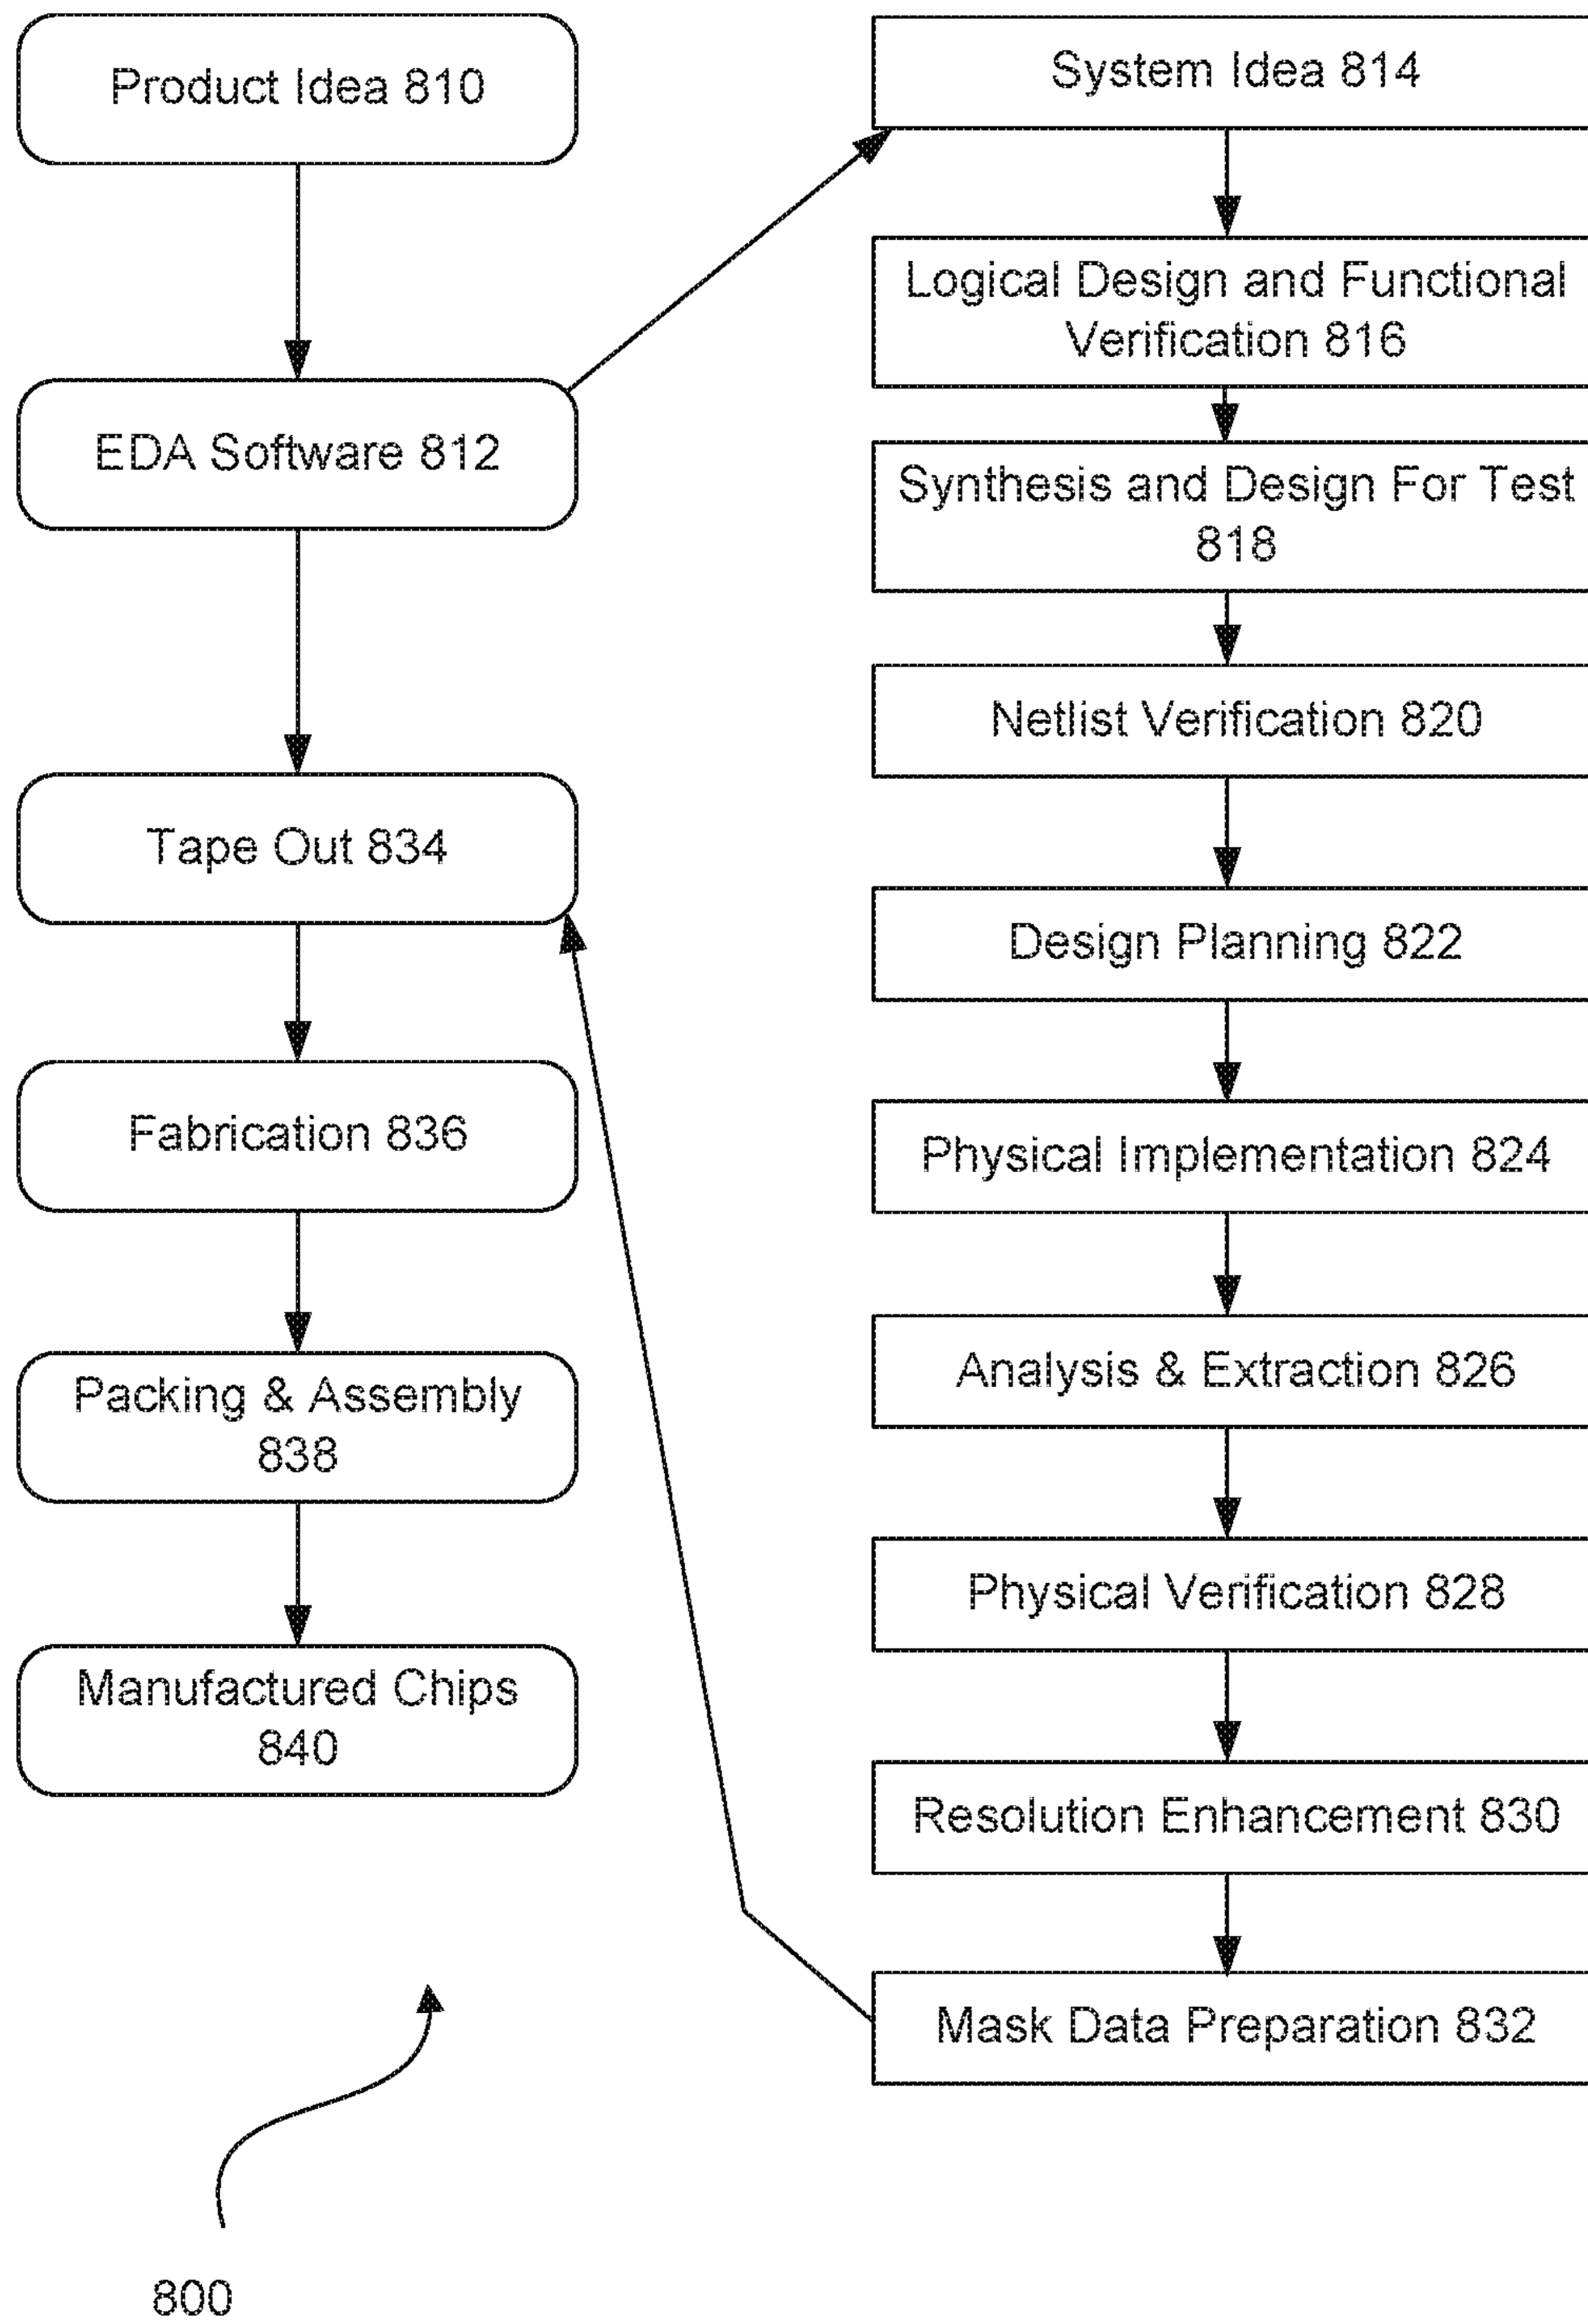 Product Idea 810
EDA Software 812
Tape Out 834
Fabrication 836
Packing & Assembly
838
Manufactured Chips
840
System Idea 814
Logical Design and Functional
Verification 816
Synthesis and Design For Test
818
Netlist Verification 820
Design Planning 822
Physical Implementation 824
Analysis & Extraction 826
Physical Verification 828
Resolution Enhancement 830
Mask Data Preparation 832
800